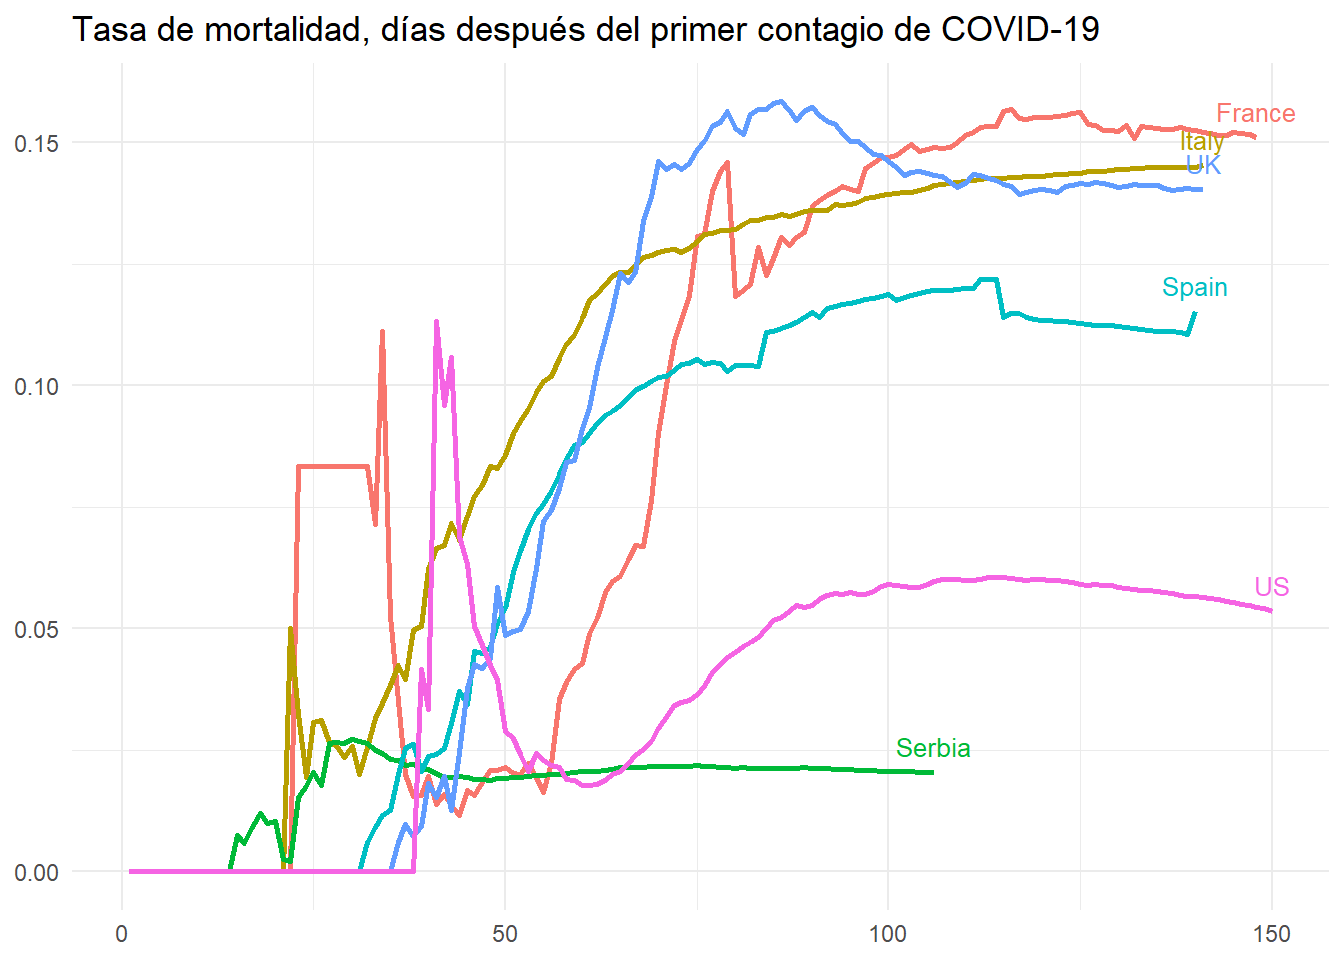 Tasa de mortalidad, días después del primer contagio de COVID-19
0.15
France
Italy
UK
Spain
0.10
0.05
US
Serbia
0.00
0 50 100 150